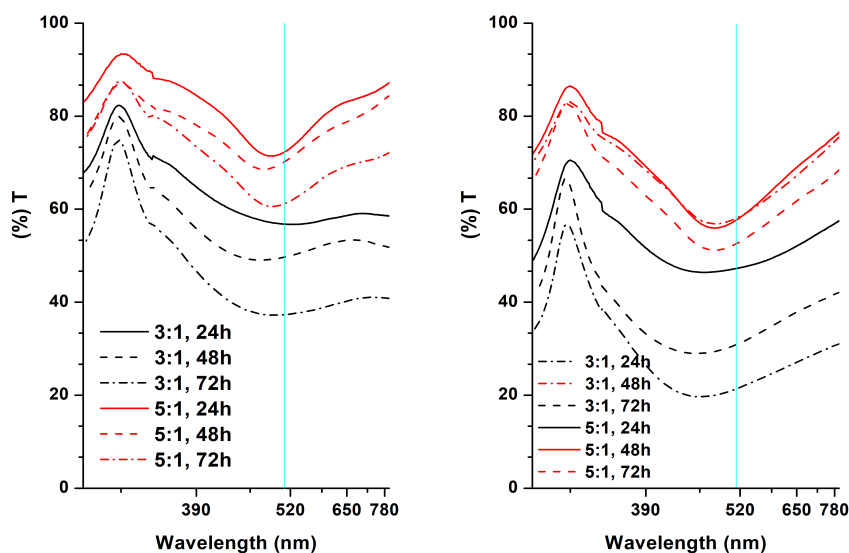 100
80
60
40
20
0
(%) T
3:1, 24h
3:1, 48h
3:1, 72h
5:1, 24h
5:1, 48h
5:1, 72h
390 520 650 780
Wavelength (nm)
100
80
60
40
20
0
(%) T
3:1, 24h
3:1, 48h
3:1, 72h
5:1, 24h
5:1, 48h
5:1, 72h
390 520 650 780
Wavelength (nm)